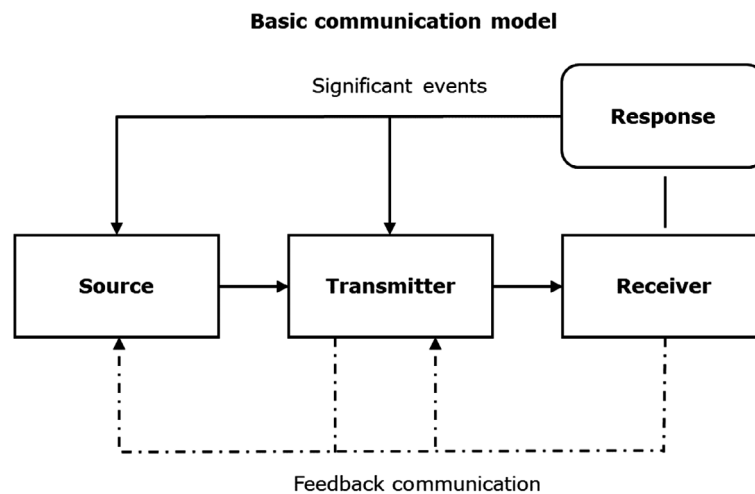 Basic communication model
Significant events
Response
Source
Transmitter
Receiver
Feedback communication